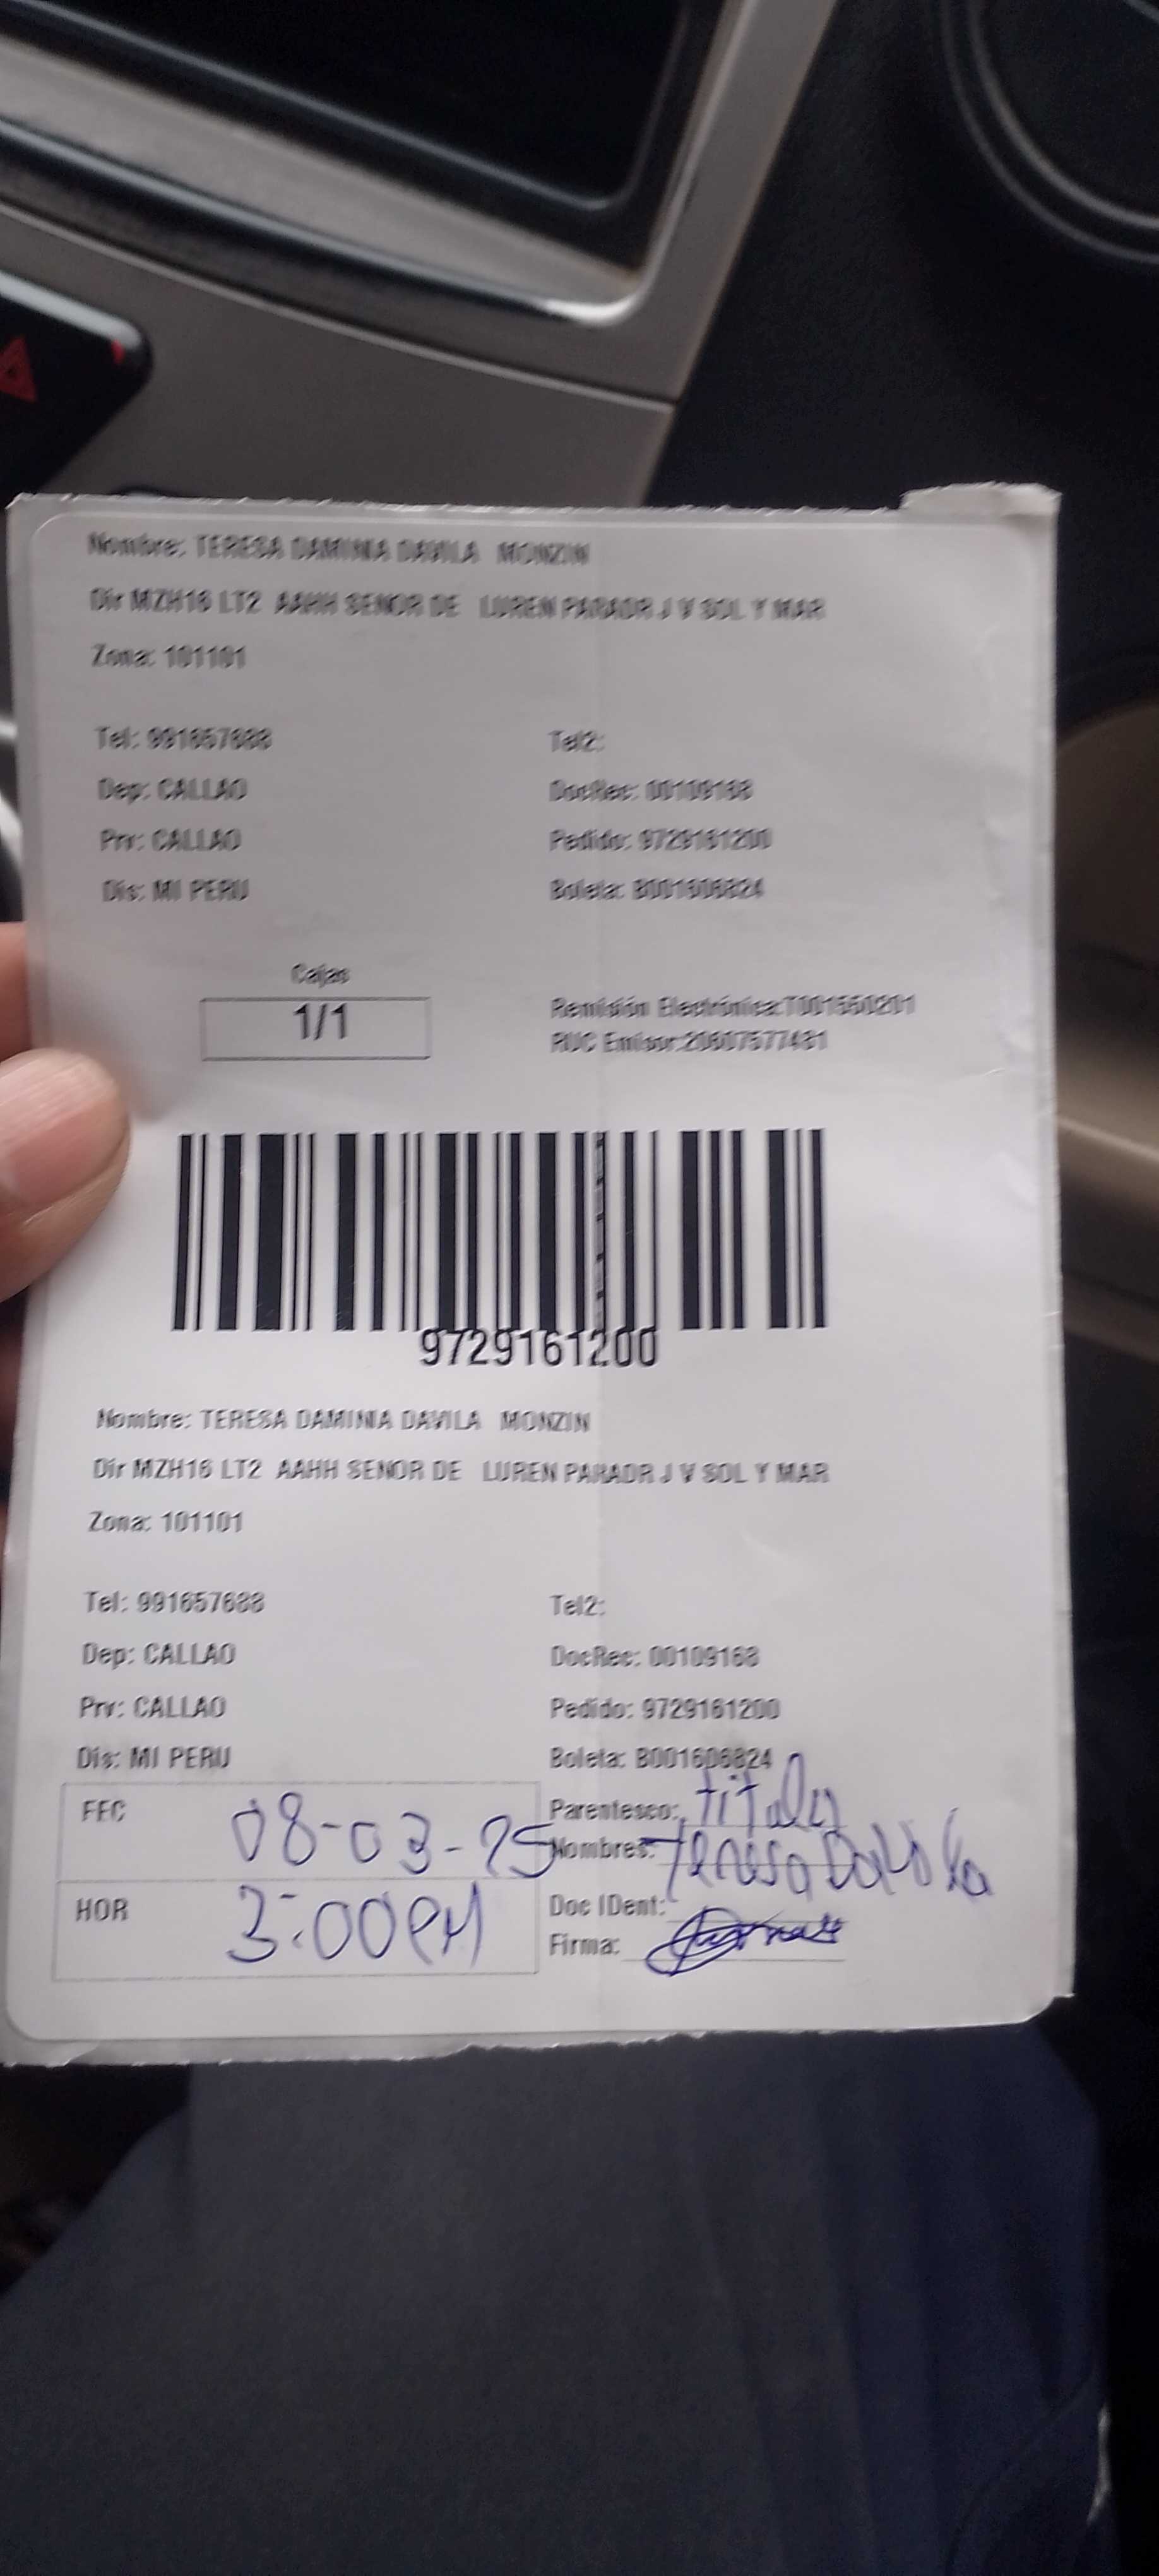 Nombre: TERESA DAMINIA DAVILA MONZIN
Dir MZH16 LT2 AAHH SENOR DE LUREN PARADR J V SOL Y MAR
Zona: 101101
Tel: 991657688 Tel2:
Dep: CALLAO DocRec: 00109168
Prv: CALLAO Pedido: 9729161200
Dis: MI PERU Boleta: B001606824
Cajas
1/1
Remisión Electrónica:T001550201
RUC Emisor:20607577431
9729161200
Nombre: TERESA DAMINIA DAVILA MONZIN
Dir MZH16 LT2 AAHH SENOR DE LUREN PARADR J V SOL Y MAR
Zona: 101101
Tel: 991657688 Tel2:
Dep: CALLAO DocRec: 00109168
Prv: CALLAO Pedido: 9729161200
Dis: MI PERU Boleta: B001606824
FEC 08-03-25 Parentesco: titular
Nombres: Teresa
HOR 3:00PM Doc IDent:
Firma: